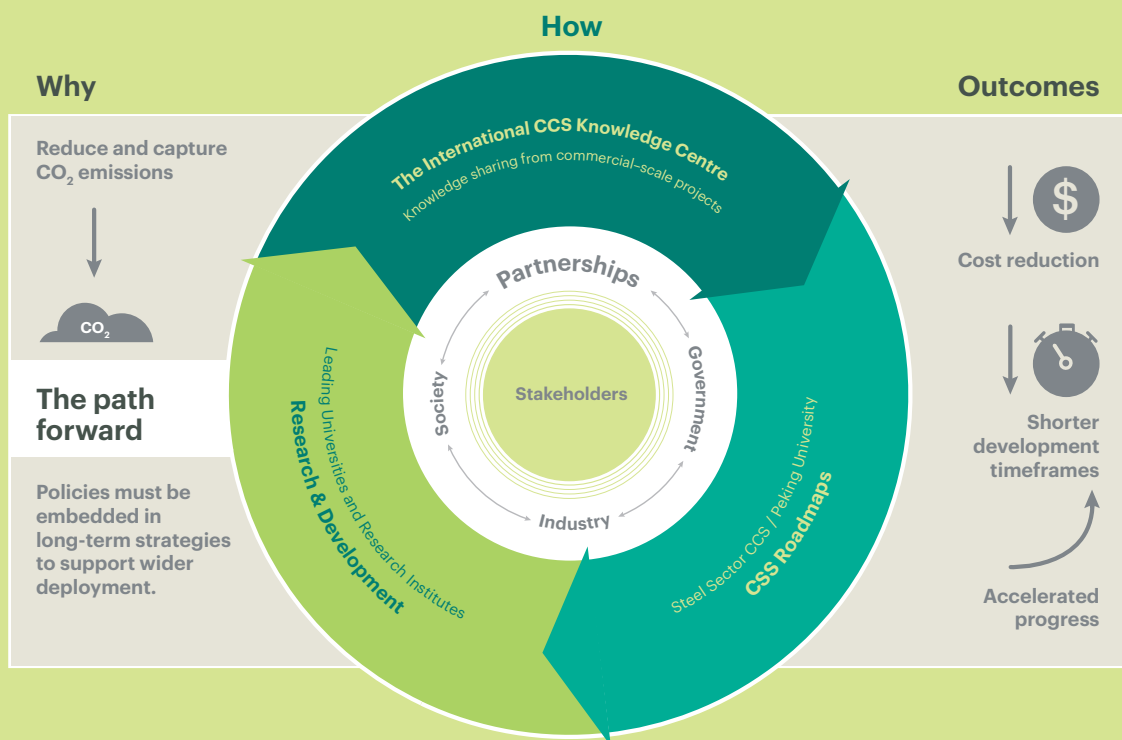 How
Why
Reduce and capture
CO₂ emissions
CO₂
The path
forward
Policies must be
embedded in
long-term strategies
to support wider
deployment.
The International CCS Knowledge Centre
Knowledge sharing from commercial–scale projects
Steel Sector CCS / Peking University
CSS Roadmaps
Leading Universities and Research Institutes
Research & Development
Partnerships
Government
Industry
Society
Stakeholders
Outcomes
$
Cost reduction
Shorter
development
timeframes
Accelerated
progress